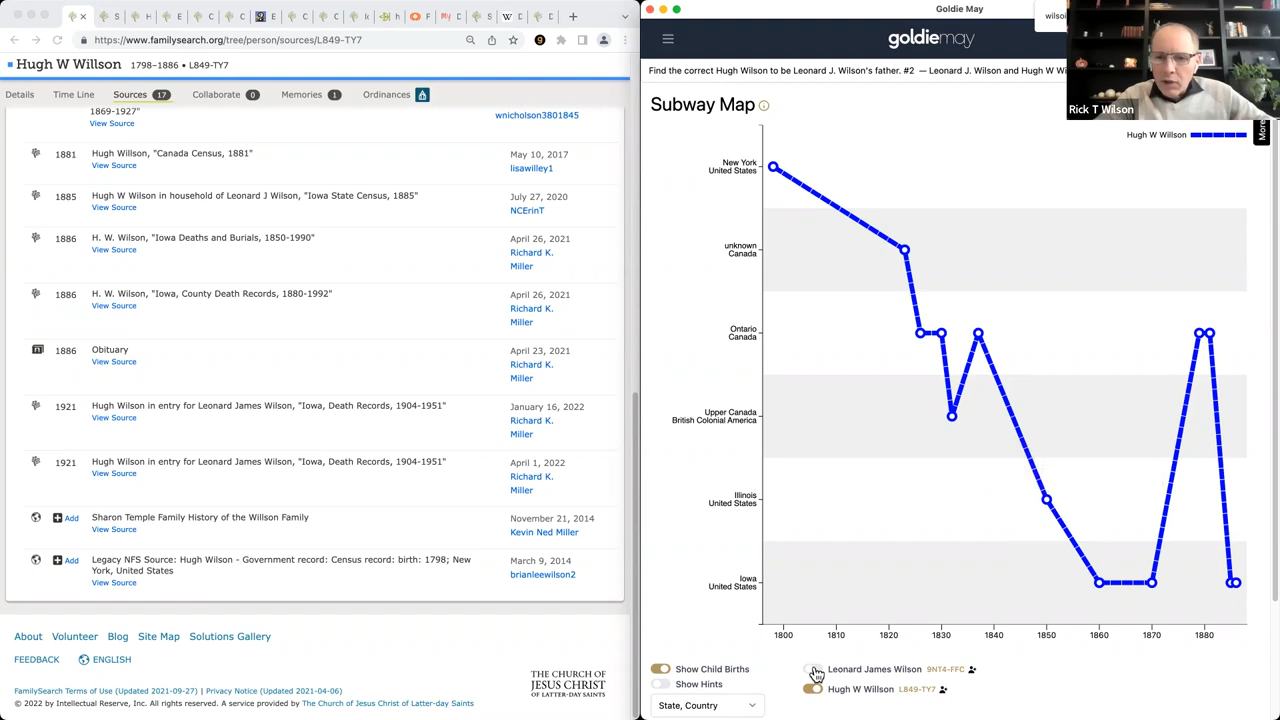 https://www.familysearch.org/tree/person/sources/L849-TY7
Hugh W Willson 1798–1886 • L849-TY7
Details Time Line Sources 17 Collaborate 0 Memories 1 Ordinances
1869-1927"
View Source
wnicholson3801845
1881 Hugh Willson, "Canada Census, 1881"
View Source
May 10, 2017
lisawilley1
1885 Hugh W Wilson in household of Leonard J Wilson, "Iowa State Census, 1885"
View Source
July 27, 2020
NCErinT
1886 H. W. Wilson, "Iowa Deaths and Burials, 1850-1990"
View Source
April 26, 2021
Richard K.
Miller
1886 H. W. Wilson, "Iowa, County Death Records, 1880-1992"
View Source
April 26, 2021
Richard K.
Miller
1886 Obituary
View Source
April 23, 2021
Richard K.
Miller
1921 Hugh Wilson in entry for Leonard James Wilson, "Iowa, Death Records, 1904-1951"
View Source
January 16, 2022
Richard K.
Miller
1921 Hugh Wilson in entry for Leonard James Wilson, "Iowa, Death Records, 1904-1951"
View Source
April 1, 2022
Richard K.
Miller
Add Sharon Temple Family History of the Willson Family
View Source
November 21, 2014
Kevin Ned Miller
Add Legacy NFS Source: Hugh Wilson - Government record: Census record: birth: 1798; New
York, United States
View Source
March 9, 2014
brianleewilson2
About Volunteer Blog Site Map Solutions Gallery
FEEDBACK ENGLISH
THE CHURCH OF
JESUS CHRIST
OF LATTER-DAY SAINTS
FamilySearch Terms of Use (Updated 2021-09-27) | Privacy Notice (Updated 2021-04-06)
© 2022 by Intellectual Reserve, Inc. All rights reserved. A service provided by The Church of Jesus Christ of Latter-day Saints
Goldie May
goldiemay
Find the correct Hugh Wilson to be Leonard J. Wilson's father. #2 — Leonard J. Wilson and Hugh W Wi
Rick T Wilson
Subway Map
More
Hugh W Willson
New York
United States
unknown
Canada
Ontario
Canada
Upper Canada
British Colonial America
Illinois
United States
Iowa
United States
1800 1810 1820 1830 1840 1850 1860 1870 1880
Show Child Births
Show Hints
State, Country
Leonard James Wilson 9NT4-FFC
Hugh W Willson L849-TY7